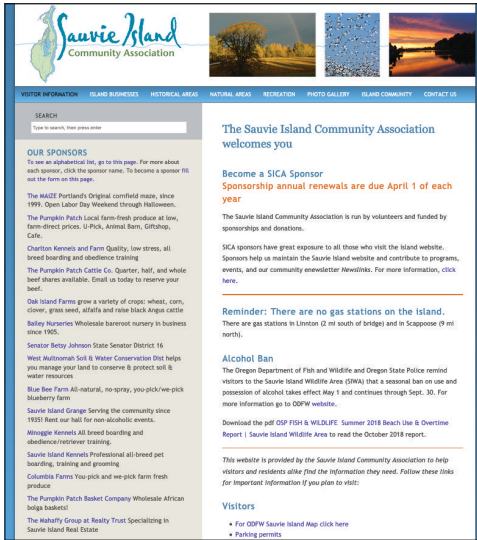 Sauvie Island
Community Association
VISITOR INFORMATION ISLAND BUSINESSES HISTORICAL AREAS NATURAL AREAS RECREATION PHOTO GALLERY ISLAND COMMUNITY CONTACT US
SEARCH
Type to search, then press enter
OUR SPONSORS
To see an alphabetical list, go to this page. For more about
each sponsor, click the sponsor name. To become a sponsor fill
out the form on this page.
The MAiZE Portland's Original cornfield maze, since
1999. Open Labor Day Weekend through Halloween.
The Pumpkin Patch Local farm-fresh produce at low,
farm-direct prices. U-Pick, Animal Barn, Giftshop,
Cafe.
Charlton Kennels and Farm Quality, low stress, all
breed boarding and obedience training
The Pumpkin Patch Cattle Co. Quarter, half, and whole
beef shares available. Email us today to reserve your
beef.
Oak Island Farms grow a variety of crops: wheat, corn,
clover, grass seed, alfalfa and raise black Angus cattle
Bailey Nurseries Wholesale bareroot nursery in business
since 1905.
Senator Betsy Johnson State Senator District 16
West Multnomah Soil & Water Conservation Dist helps
you manage your land to conserve & protect soil &
water resources
Blue Bee Farm All-natural, no-spray, you-pick/we-pick
blueberry farm
Sauvie Island Grange Serving the community since
1935! Rent our hall for non-alcoholic events.
Minoggie Kennels All breed boarding and
obedience/retriever training.
Sauvie Island Kennels Professional all-breed pet
boarding, training and grooming
Columbia Farms You-pick and we-pick farm fresh
produce
The Pumpkin Patch Basket Company Wholesale African
bolga baskets!
The Mahaffy Group at Realty Trust Specializing in
Sauvie Island Real Estate
The Sauvie Island Community Association
welcomes you
Become a SICA Sponsor
Sponsorship annual renewals are due April 1 of each
year
The Sauvie Island Community Association is run by volunteers and funded by
sponsorships and donations.
SICA sponsors have great exposure to all those who visit the island website.
Sponsors help us maintain the Sauvie Island website and contribute to programs,
events, and our community enewsletter Newslinks. For more information, click
here.
Reminder: There are no gas stations on the island.
There are gas stations in Linnton (2 mi south of bridge) and in Scappoose (9 mi
north).
Alcohol Ban
The Oregon Department of Fish and Wildlife and Oregon State Police remind
visitors to the Sauvie Island Wildlife Area (SIWA) that a seasonal ban on use and
possession of alcohol takes effect May 1 and continues through Sept. 30. For
more information go to ODFW website.
Download the pdf OSP FISH & WILDLIFE Summer 2018 Beach Use & Overtime
Report | Sauvie Island Wildlife Area to read the October 2018 report.
This website is provided by the Sauvie Island Community Association to help
visitors and residents alike find the information they need. Follow these links
for important information if you plan to visit:
Visitors
• For ODFW Sauvie Island Map click here
• Parking permits